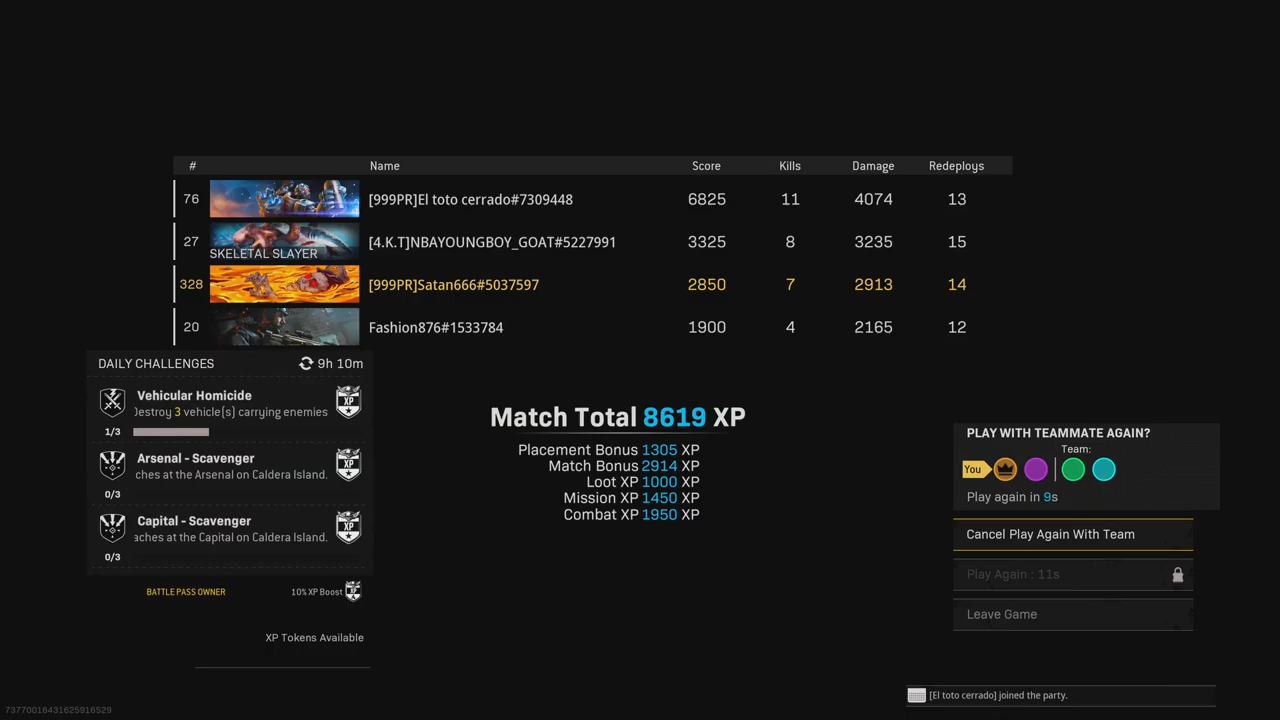 # Name Score Kills Damage Redeploys
76 [999PR]El toto cerrado#7309448 6825 11 4074 13
27 SKELETAL SLAYER [4.K.T]NBAYOUNGBOY_GOAT#5227991 3325 8 3235 15
328 [999PR]Satan666#5037597 2850 7 2913 14
20 Fashion876#1533784 1900 4 2165 12
DAILY CHALLENGES 9h 10m
Vehicular Homicide
Destroy 3 vehicle(s) carrying enemies
XP
1/3
Arsenal - Scavenger
ches at the Arsenal on Caldera Island.
XP
0/3
Capital - Scavenger
aches at the Capital on Caldera Island.
XP
0/3
BATTLE PASS OWNER 10% XP Boost
XP Tokens Available
Match Total 8619 XP
Placement Bonus 1305 XP
Match Bonus 2914 XP
Loot XP 1000 XP
Mission XP 1450 XP
Combat XP 1950 XP
PLAY WITH TEAMMATE AGAIN?
Team:
You
Play again in 9s
Cancel Play Again With Team
Play Again : 11s
Leave Game
[El toto cerrado] joined the party.
73770016431625916529